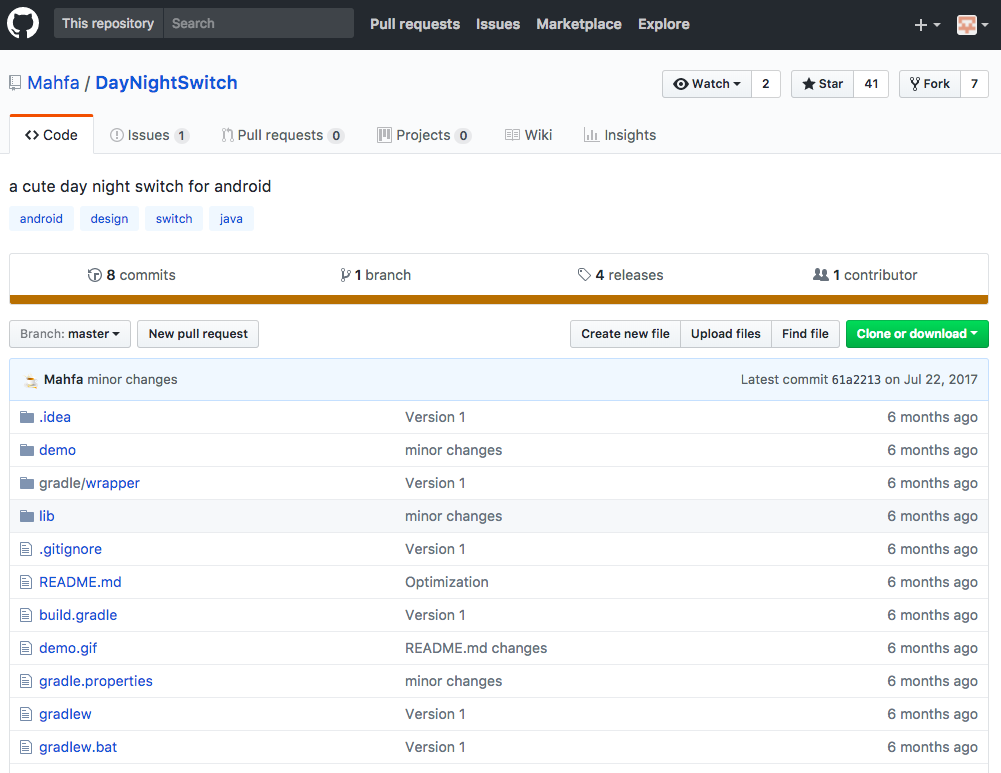 This repository Search Pull requests Issues Marketplace Explore
Mahfa / DayNightSwitch Watch 2 Star 41 Fork 7
Code Issues 1 Pull requests 0 Projects 0 Wiki Insights
a cute day night switch for android
android design switch java
8 commits 1 branch 4 releases 1 contributor
Branch: master New pull request Create new file Upload files Find file Clone or download
Mahfa minor changes Latest commit 61a2213 on Jul 22, 2017
.idea Version 1 6 months ago
demo minor changes 6 months ago
gradle/wrapper Version 1 6 months ago
lib minor changes 6 months ago
.gitignore Version 1 6 months ago
README.md Optimization 6 months ago
build.gradle Version 1 6 months ago
demo.gif README.md changes 6 months ago
gradle.properties minor changes 6 months ago
gradlew Version 1 6 months ago
gradlew.bat Version 1 6 months ago